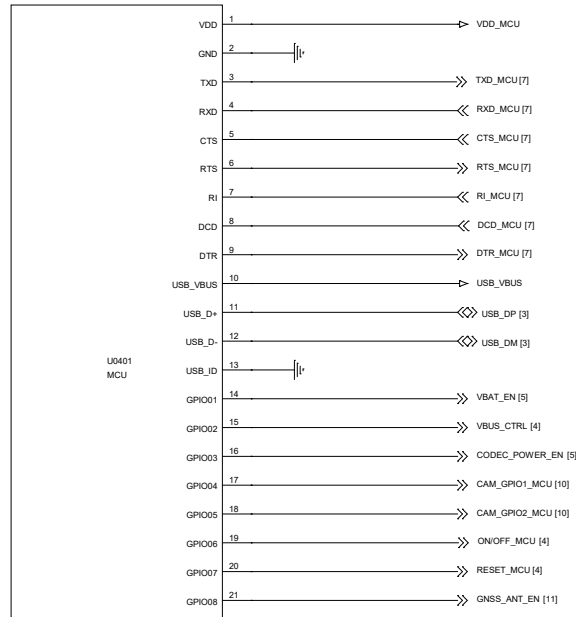 VDD 1 VDD_MCU
GND 2
TXD 3 TXD_MCU [7]
RXD 4 RXD_MCU [7]
CTS 5 CTS_MCU [7]
RTS 6 RTS_MCU [7]
RI 7 RI_MCU [7]
DCD 8 DCD_MCU [7]
DTR 9 DTR_MCU [7]
USB_VBUS 10 USB_VBUS
USB_D+ 11 USB_DP [3]
USB_D- 12 USB_DM [3]
U0401
MCU
USB_ID 13
GPIO01 14 VBAT_EN [5]
GPIO02 15 VBUS_CTRL [4]
GPIO03 16 CODEC_POWER_EN [5]
GPIO04 17 CAM_GPIO1_MCU [10]
GPIO05 18 CAM_GPIO2_MCU [10]
GPIO06 19 ON/OFF_MCU [4]
GPIO07 20 RESET_MCU [4]
GPIO08 21 GNSS_ANT_EN [11]